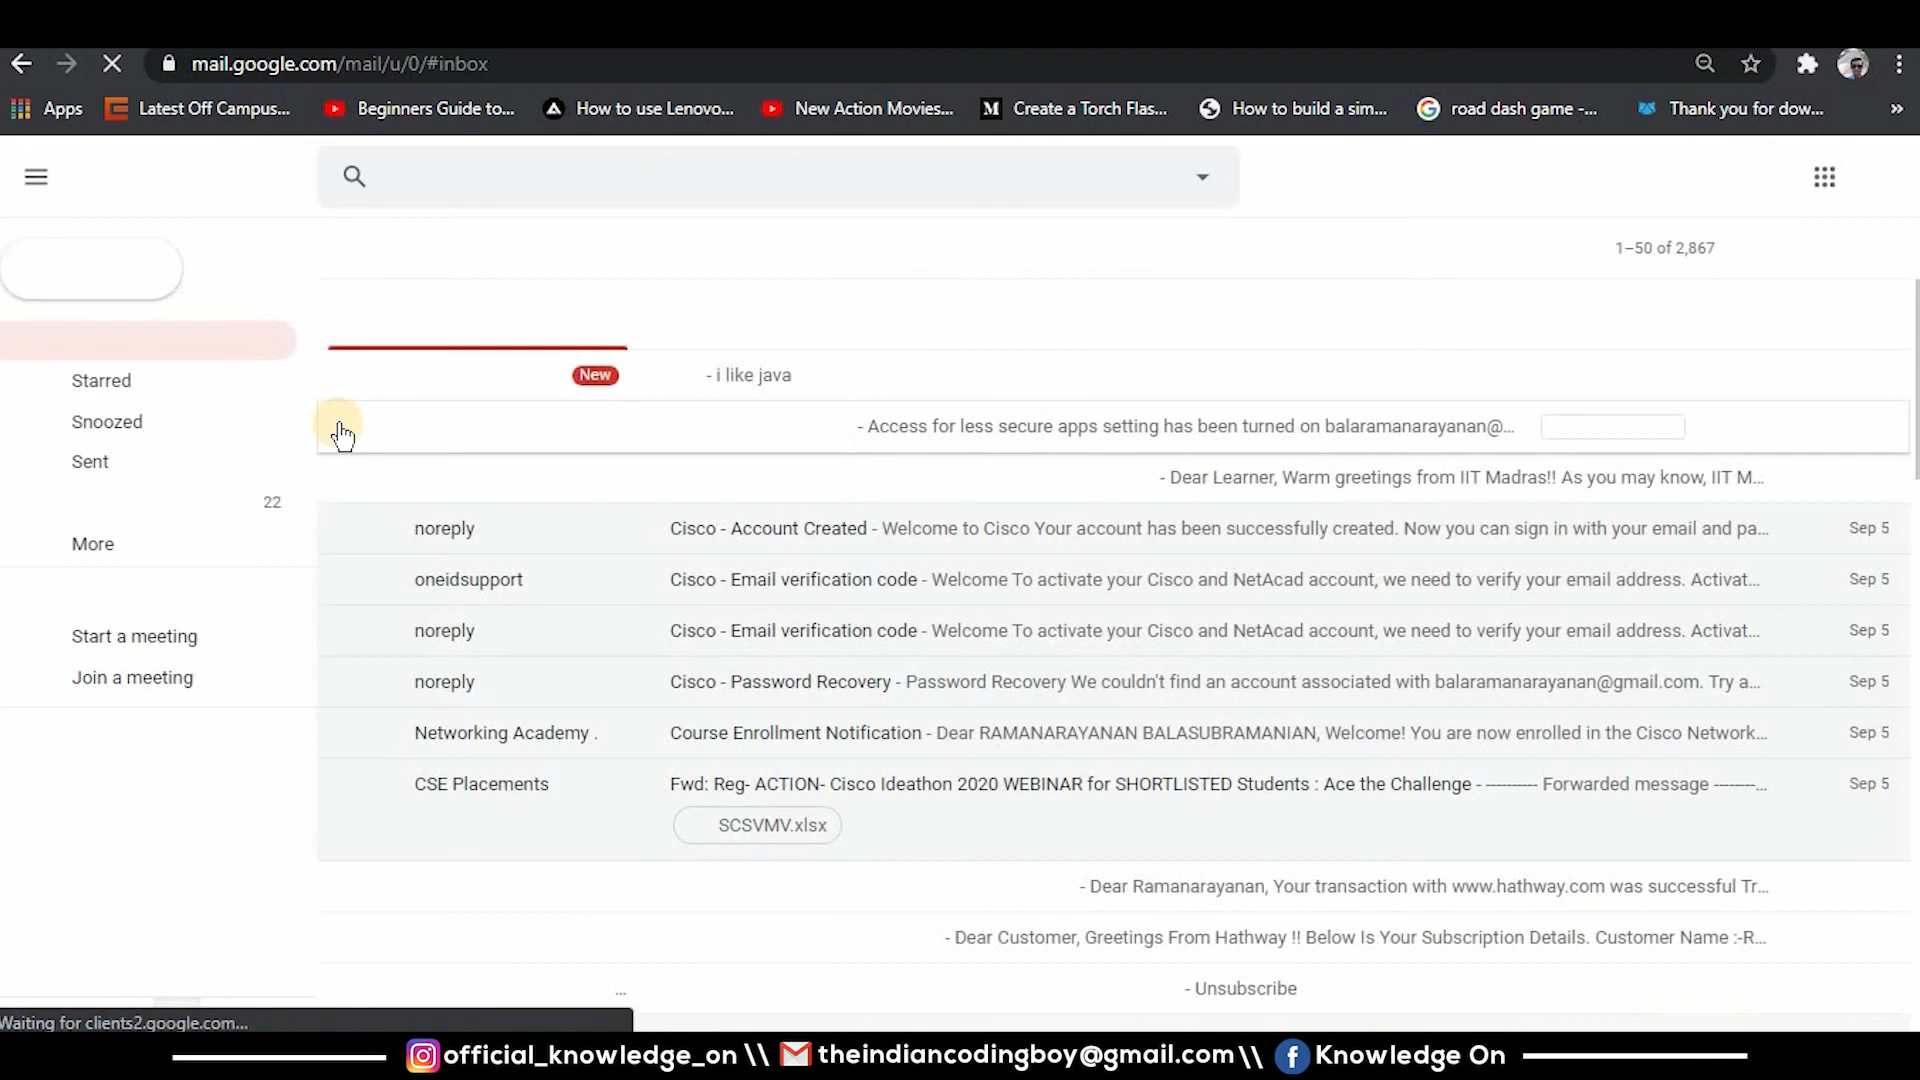 mail.google.com/mail/u/0/#inbox
Apps
Latest Off Campus...
Beginners Guide to...
How to use Lenovo...
New Action Movies...
Create a Torch Flas...
How to build a sim...
road dash game -...
Thank you for dow...
»
1–50 of 2,867
Starred
Snoozed
Sent
22
More
Start a meeting
Join a meeting
New - i like java
- Access for less secure apps setting has been turned on balaramanarayanan@...
- Dear Learner, Warm greetings from IIT Madras!! As you may know, IIT M...
noreply Cisco - Account Created - Welcome to Cisco Your account has been successfully created. Now you can sign in with your email and pa... Sep 5
oneidsupport Cisco - Email verification code - Welcome To activate your Cisco and NetAcad account, we need to verify your email address. Activat... Sep 5
noreply Cisco - Email verification code - Welcome To activate your Cisco and NetAcad account, we need to verify your email address. Activat... Sep 5
noreply Cisco - Password Recovery - Password Recovery We couldn't find an account associated with balaramanarayanan@gmail.com. Try a... Sep 5
Networking Academy . Course Enrollment Notification - Dear RAMANARAYANAN BALASUBRAMANIAN, Welcome! You are now enrolled in the Cisco Network... Sep 5
CSE Placements Fwd: Reg- ACTION- Cisco Ideathon 2020 WEBINAR for SHORTLISTED Students : Ace the Challenge - ---------- Forwarded message --------... Sep 5
SCSVMV.xlsx
- Dear Ramanarayanan, Your transaction with www.hathway.com was successful Tr...
- Dear Customer, Greetings From Hathway !! Below Is Your Subscription Details. Customer Name :-R...
... - Unsubscribe
Waiting for clients2.google.com...
official_knowledge_on \\ theindiancodingboy@gmail.com \\ Knowledge On